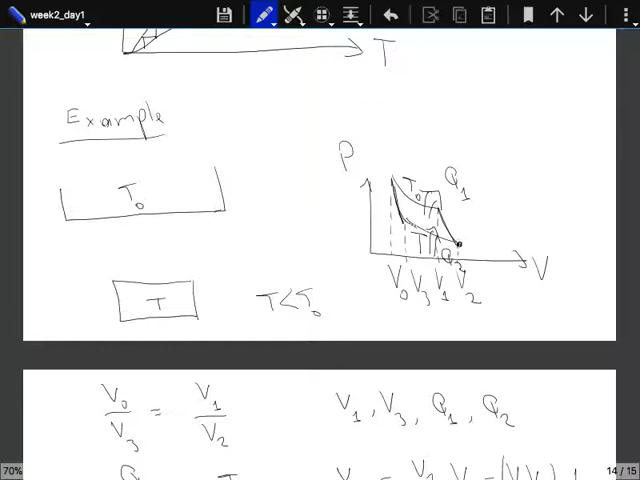 week2_day1
T
Example
T₀
P
T₀
Q₁
T
Q₂
V₀ V₃ V₁ V₂
V
T
T<T₀
V₀/V₃ = V₁/V₂
V₁, V₃, Q₁, Q₂
70%
14 / 15